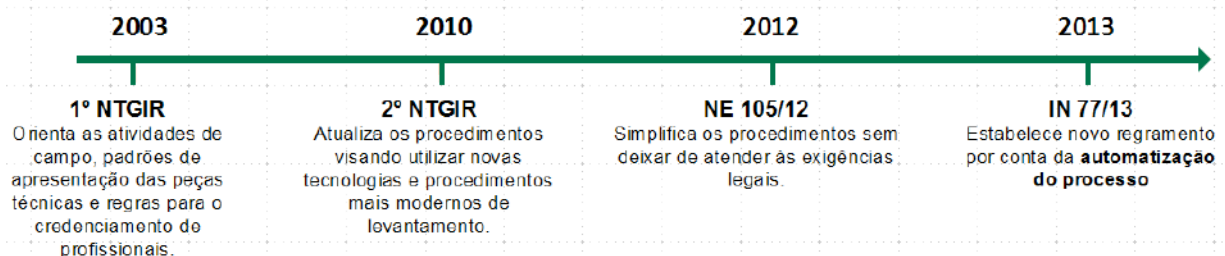 2003
1º NTGIR
Orienta as atividades de
campo, padrões de
apresentação das peças
técnicas e regras para o
credenciamento de
profissionais.
2010
2º NTGIR
Atualiza os procedimentos
visando utilizar novas
tecnologias e procedimentos
mais modernos de
levantamento.
2012
NE 105/12
Simplifica os procedimentos sem
deixar de atender às exigências
legais.
2013
IN 77/13
Estabelece novo regramento
por conta da automatização
do processo